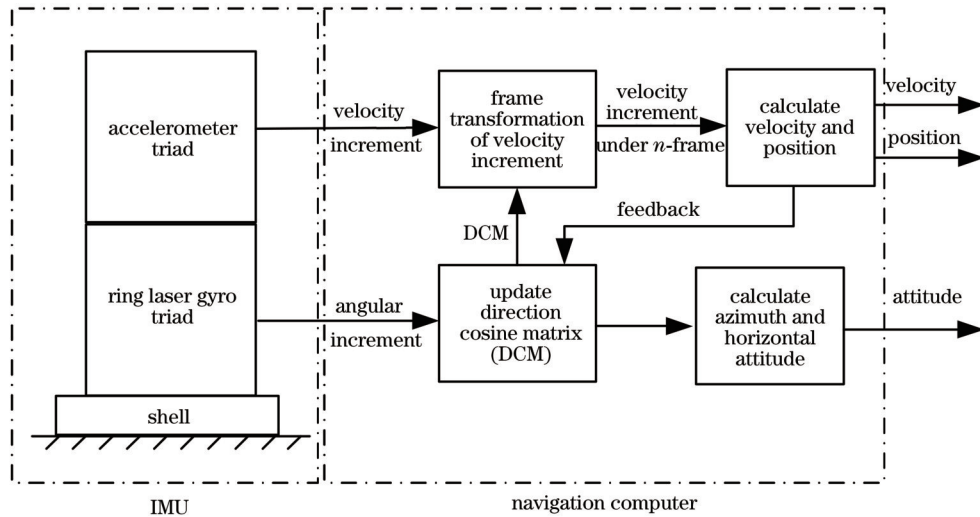 accelerometer
triad
ring laser gyro
triad
shell
IMU
velocity
increment
angular
increment
frame
transformation
of velocity
increment
velocity
increment
under n-frame
calculate
velocity and
position
velocity
position
feedback
DCM
update
direction
cosine matrix
(DCM)
calculate
azimuth and
horizontal
attitude
attitude
navigation computer